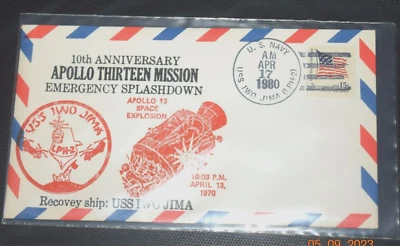 10th ANNIVERSARY
APOLLO THIRTEEN MISSION
EMERGENCY SPLASHDOWN
APOLLO 13
SPACE
EXPLOSION
U.S. NAVY
AM
APR
17
1980
USS IWO JIMA (LPH-2)
15c
USS IWO JIMA
LPH-2
10:08 P.M.
APRIL 13,
1970
Recovey ship: USS IWO JIMA
05 09 2023